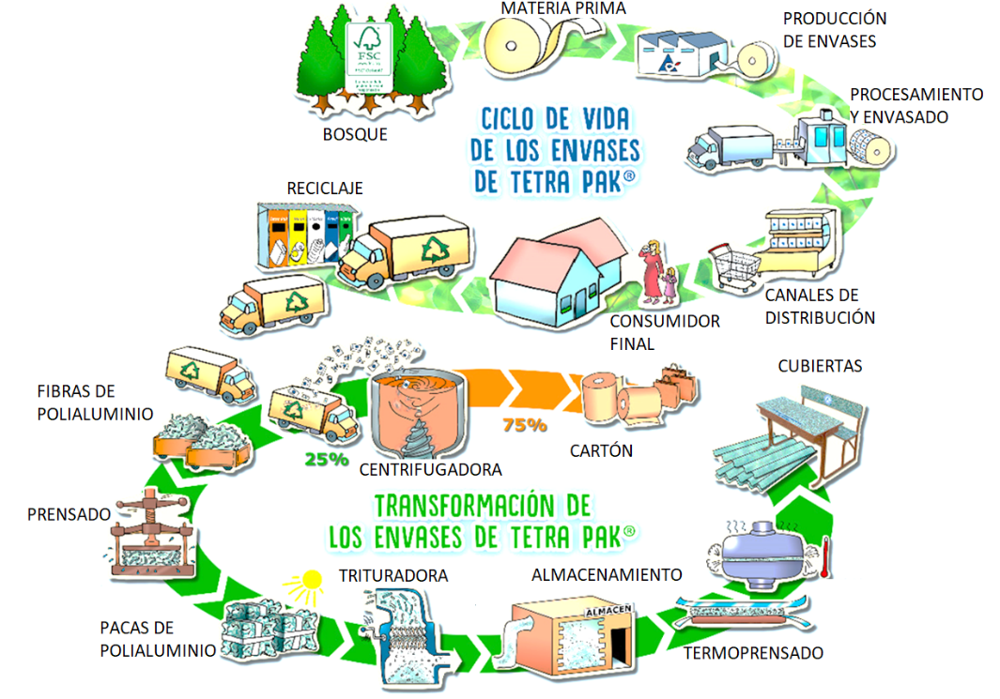 MATERIA PRIMA
PRODUCCIÓN
DE ENVASES
FSC
BOSQUE
PROCESAMIENTO
Y ENVASADO
CICLO DE VIDA
DE LOS ENVASES
DE TETRA PAK®
RECICLAJE
CANALES DE
DISTRIBUCIÓN
CONSUMIDOR
FINAL
CUBIERTAS
FIBRAS DE
POLIALUMINIO
75%
25%
CARTÓN
CENTRIFUGADORA
PRENSADO
TRANSFORMACIÓN DE
LOS ENVASES DE TETRA PAK®
TRITURADORA
ALMACENAMIENTO
ALMACEN
PACAS DE
POLIALUMINIO
TERMOPRENSADO